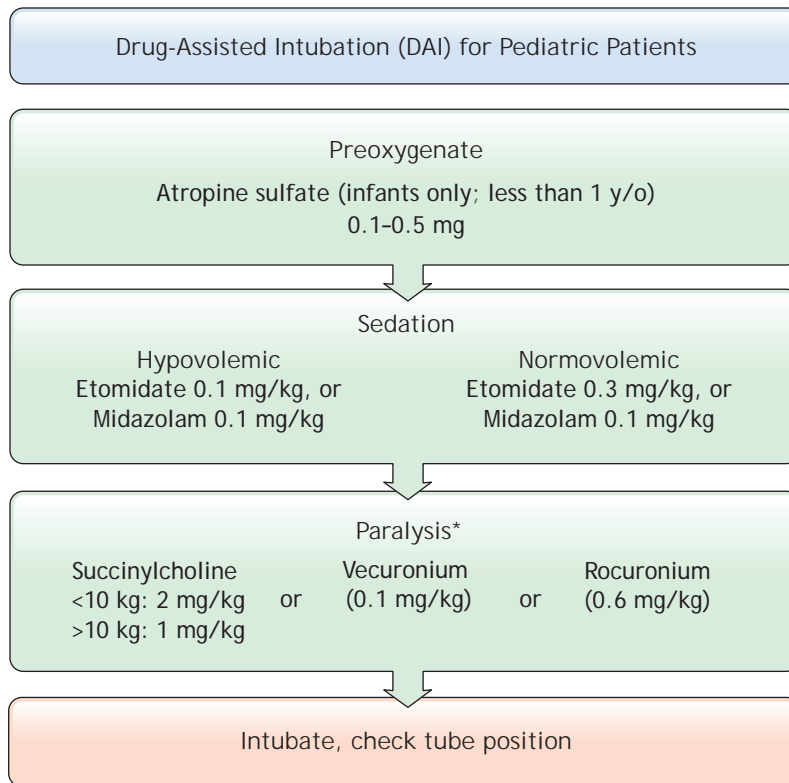 Drug-Assisted Intubation (DAI) for Pediatric Patients
Preoxygenate
Atropine sulfate (infants only; less than 1 y/o)
0.1–0.5 mg
Sedation
Hypovolemic
Etomidate 0.1 mg/kg, or
Midazolam 0.1 mg/kg
Normovolemic
Etomidate 0.3 mg/kg, or
Midazolam 0.1 mg/kg
Paralysis*
Succinylcholine
<10 kg: 2 mg/kg
>10 kg: 1 mg/kg
or
Vecuronium
(0.1 mg/kg)
or
Rocuronium
(0.6 mg/kg)
Intubate, check tube position